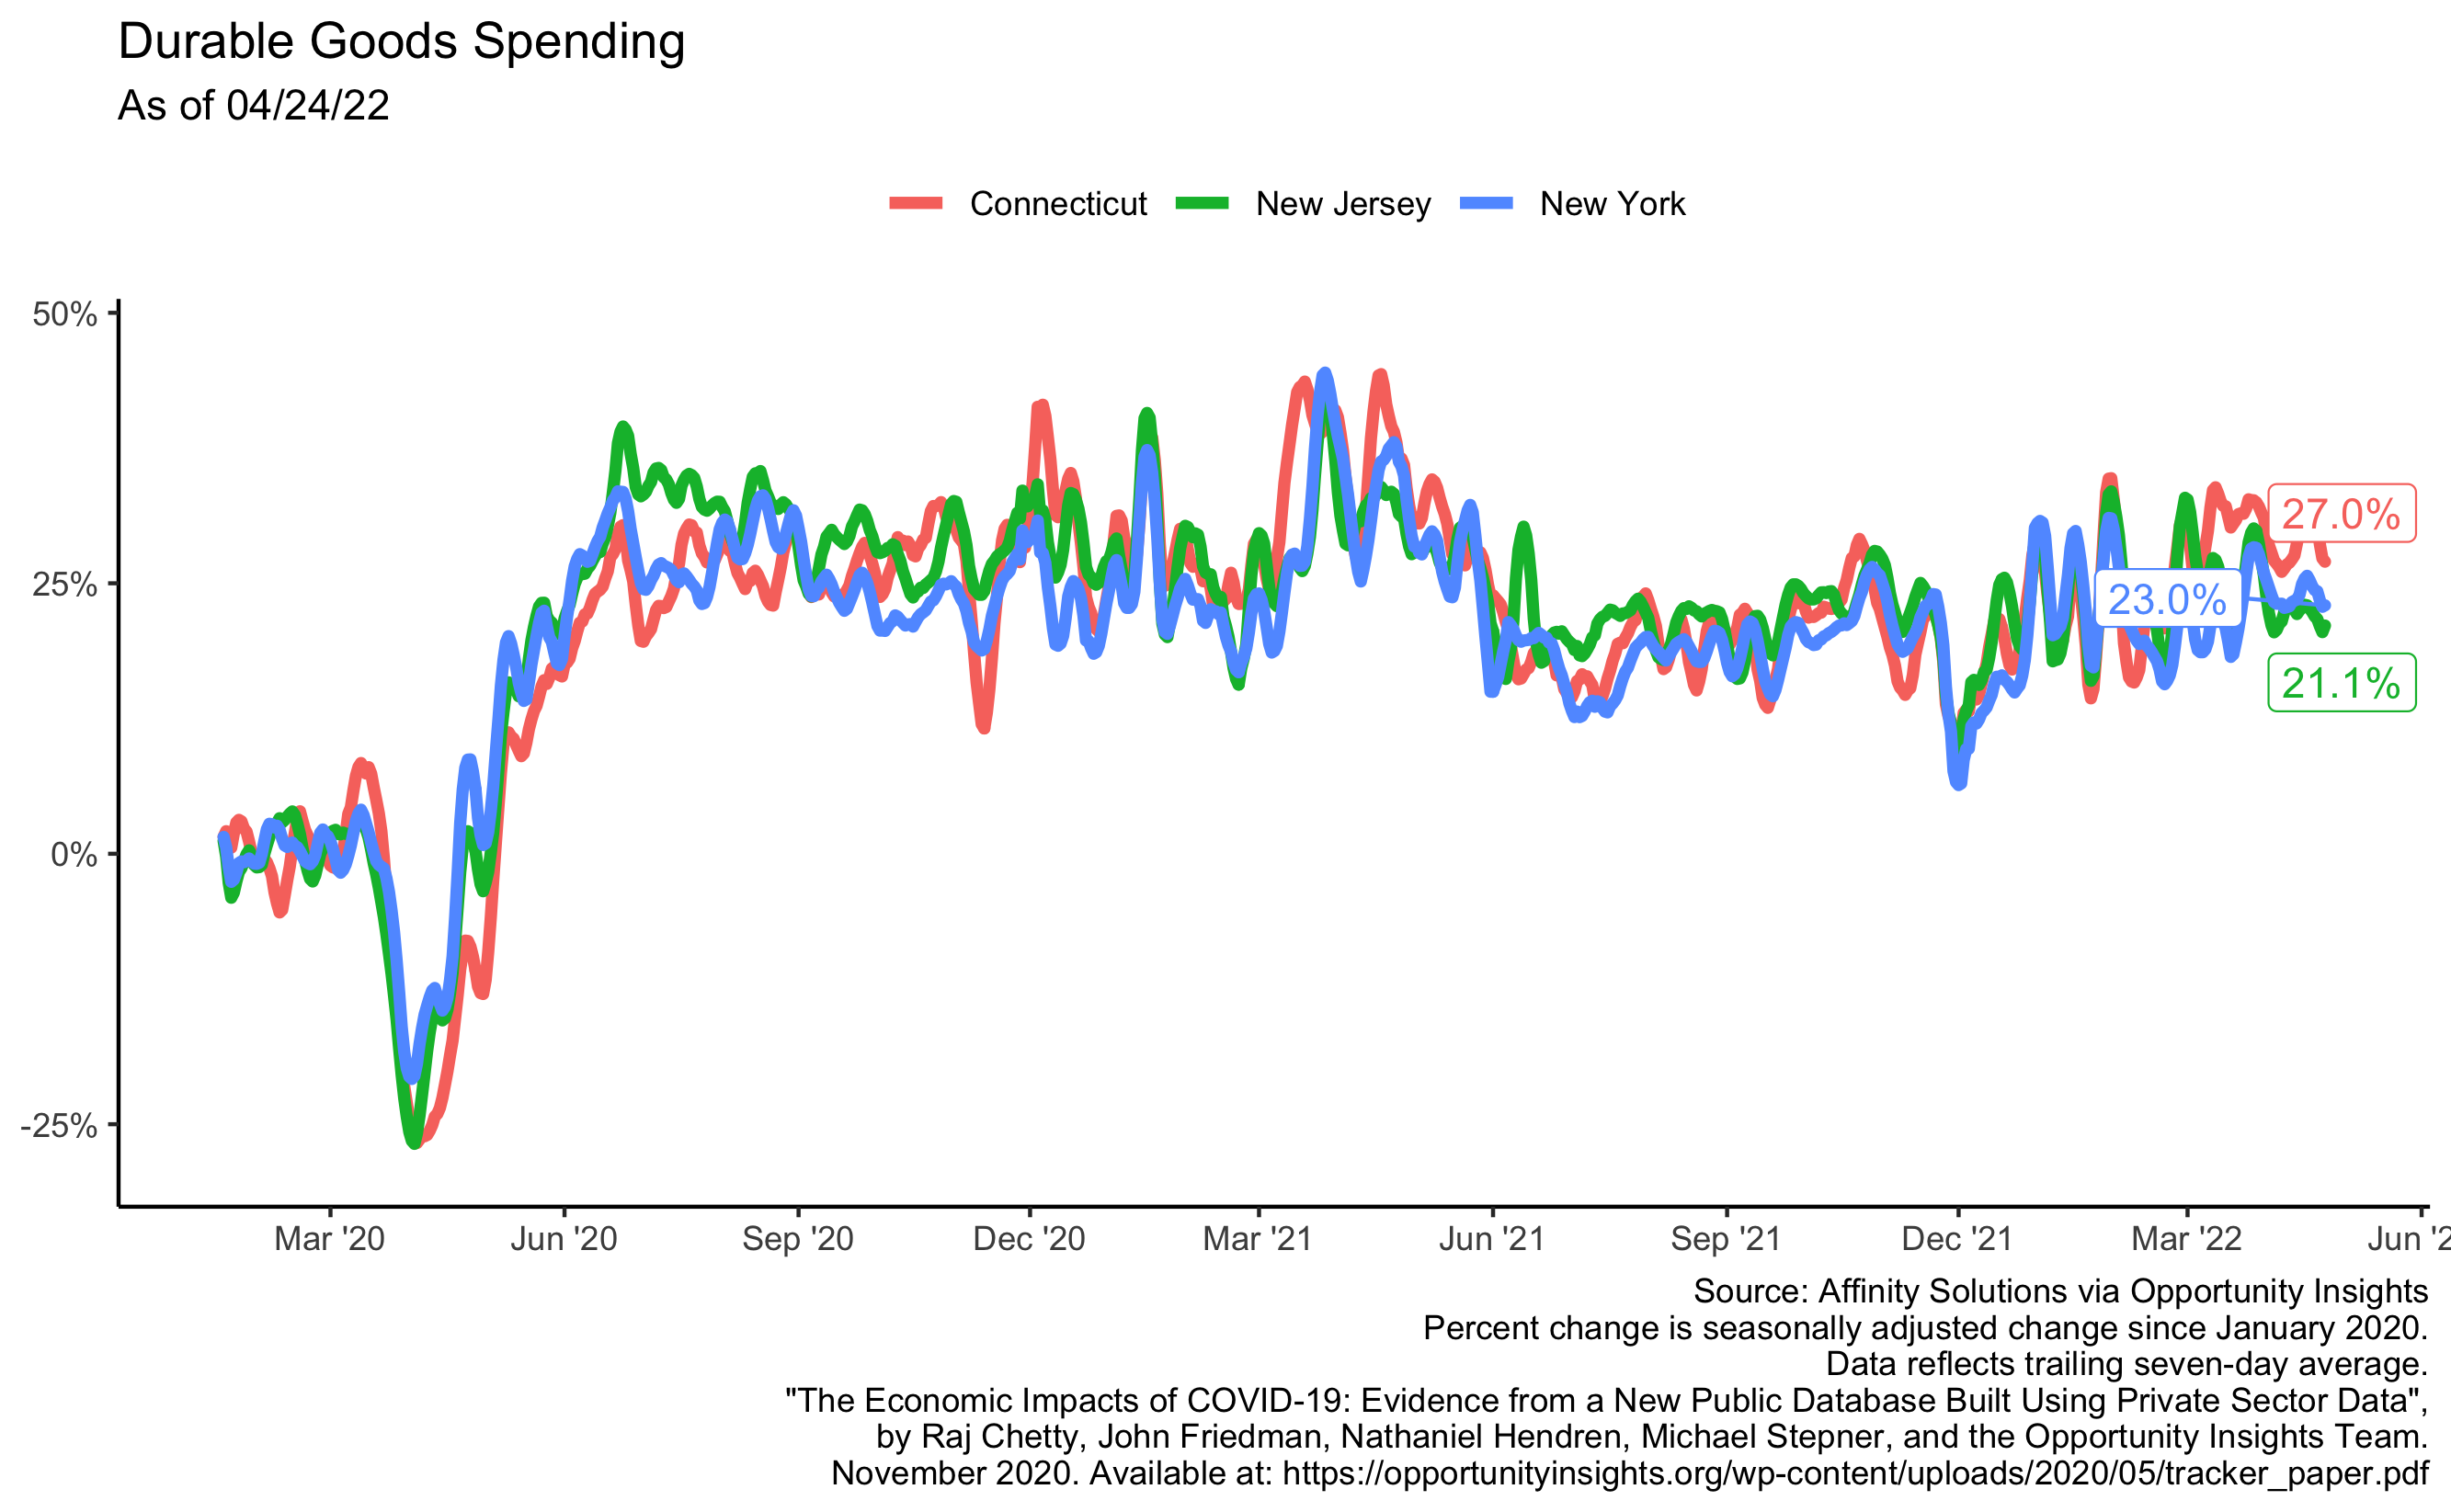 Durable Goods Spending
As of 04/24/22
Connecticut New Jersey New York
50%
25%
0%
-25%
27.0%
23.0%
21.1%
Mar '20 Jun '20 Sep '20 Dec '20 Mar '21 Jun '21 Sep '21 Dec '21 Mar '22 Jun '2
Source: Affinity Solutions via Opportunity Insights
Percent change is seasonally adjusted change since January 2020.
Data reflects trailing seven-day average.
"The Economic Impacts of COVID-19: Evidence from a New Public Database Built Using Private Sector Data",
by Raj Chetty, John Friedman, Nathaniel Hendren, Michael Stepner, and the Opportunity Insights Team.
November 2020. Available at: https://opportunityinsights.org/wp-content/uploads/2020/05/tracker_paper.pdf